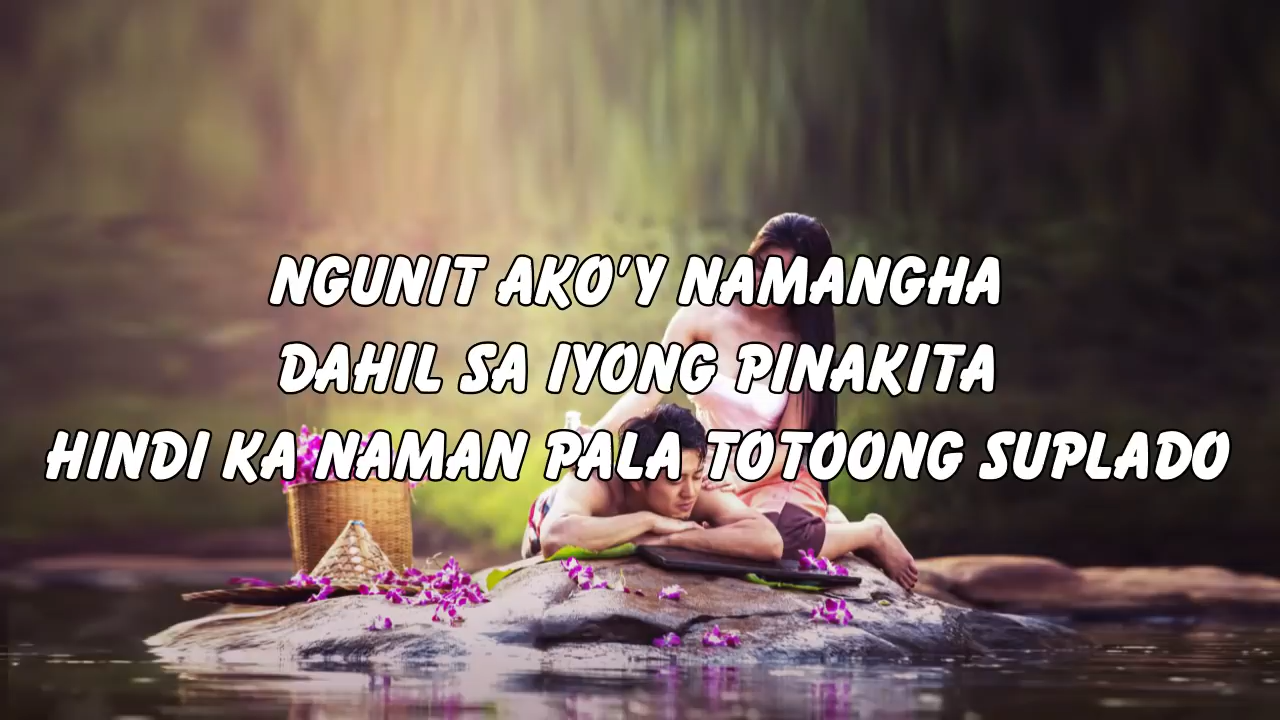 NGUNIT AKO'Y NAMANGHA
DAHIL SA IYONG PINAKITA
HINDI KA NAMAN PALA TOTOONG SUPLADO